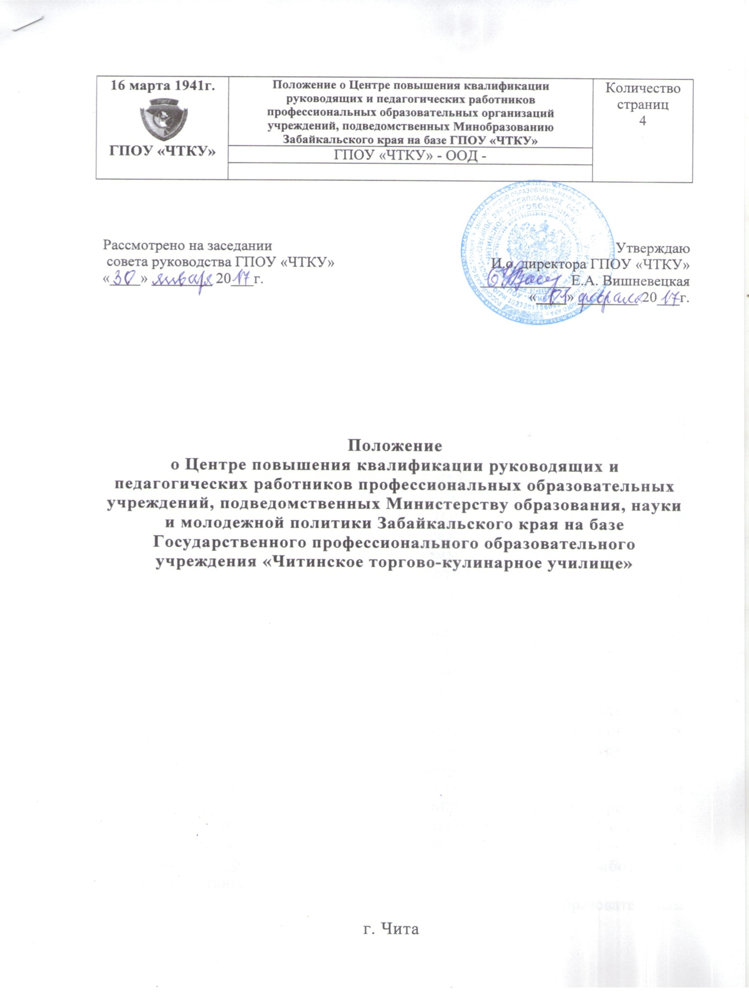 16 марта 1941г.
ГПОУ
ГПОУ «ЧТКУ»
Положение о Центре повышения квалификации
руководящих и педагогических работников
профессиональных образовательных организаций
учреждений, подведомственных Минобразованию
Забайкальского края на базе ГПОУ «ЧТКУ»
ГПОУ «ЧТКУ» - ООД -
Количество
страниц
4
Рассмотрено на заседании
совета руководства ГПОУ «ЧТКУ»
«30» января 2017г.
Утверждаю
И.о. директора ГПОУ «ЧТКУ»
Е.А. Вишневецкая
«01» февраля 2017г.
Положение
о Центре повышения квалификации руководящих и
педагогических работников профессиональных образовательных
учреждений, подведомственных Министерству образования, науки
и молодежной политики Забайкальского края на базе
Государственного профессионального образовательного
учреждения «Читинское торгово-кулинарное училище»
г. Чита